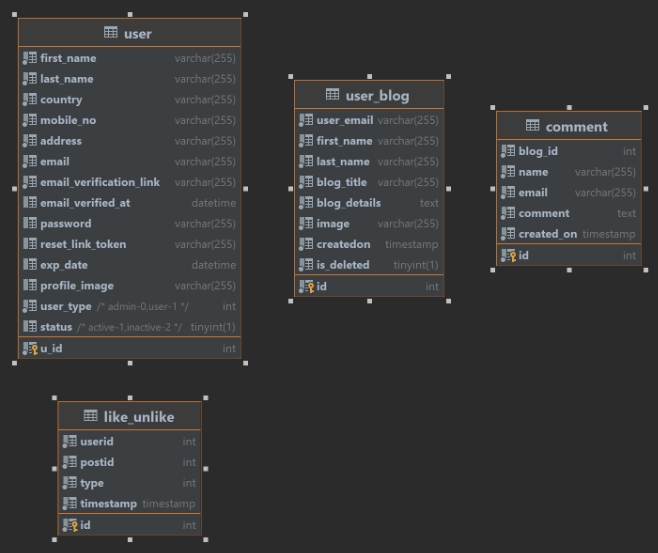 user
first_name varchar(255)
last_name varchar(255)
country varchar(255)
mobile_no varchar(255)
address varchar(255)
email varchar(255)
email_verification_link varchar(255)
email_verified_at datetime
password varchar(255)
reset_link_token varchar(255)
exp_date datetime
profile_image varchar(255)
user_type /* admin-0,user-1 */ int
status /* active-1,inactive-2 */ tinyint(1)
u_id int
user_blog
user_email varchar(255)
first_name varchar(255)
last_name varchar(255)
blog_title varchar(255)
blog_details text
image varchar(255)
createdon timestamp
is_deleted tinyint(1)
id int
comment
blog_id int
name varchar(255)
email varchar(255)
comment text
created_on timestamp
id int
like_unlike
userid int
postid int
type int
timestamp timestamp
id int